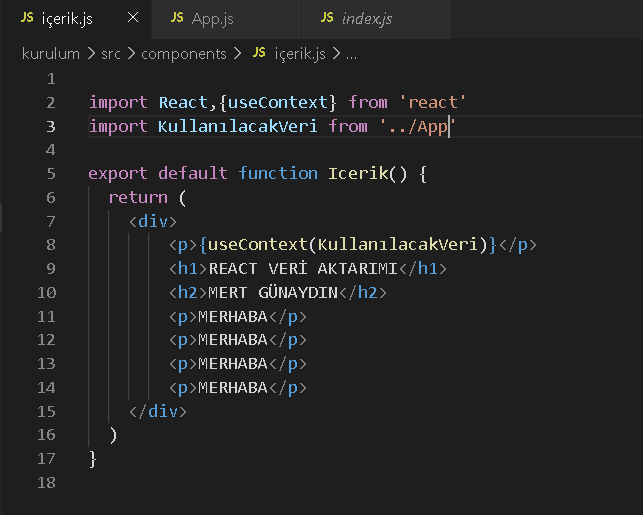 JS içerik.js × JS App.js JS index.js
kurulum > src > components > JS içerik.js > ...
1
2 import React,{useContext} from 'react'
3 import KullanılacakVeri from '../App'
4
5 export default function Icerik() {
6 return (
7 <div>
8 <p>{useContext(KullanılacakVeri)}</p>
9 <h1>REACT VERİ AKTARIMI</h1>
10 <h2>MERT GÜNAYDIN</h2>
11 <p>MERHABA</p>
12 <p>MERHABA</p>
13 <p>MERHABA</p>
14 <p>MERHABA</p>
15 </div>
16 )
17 }
18